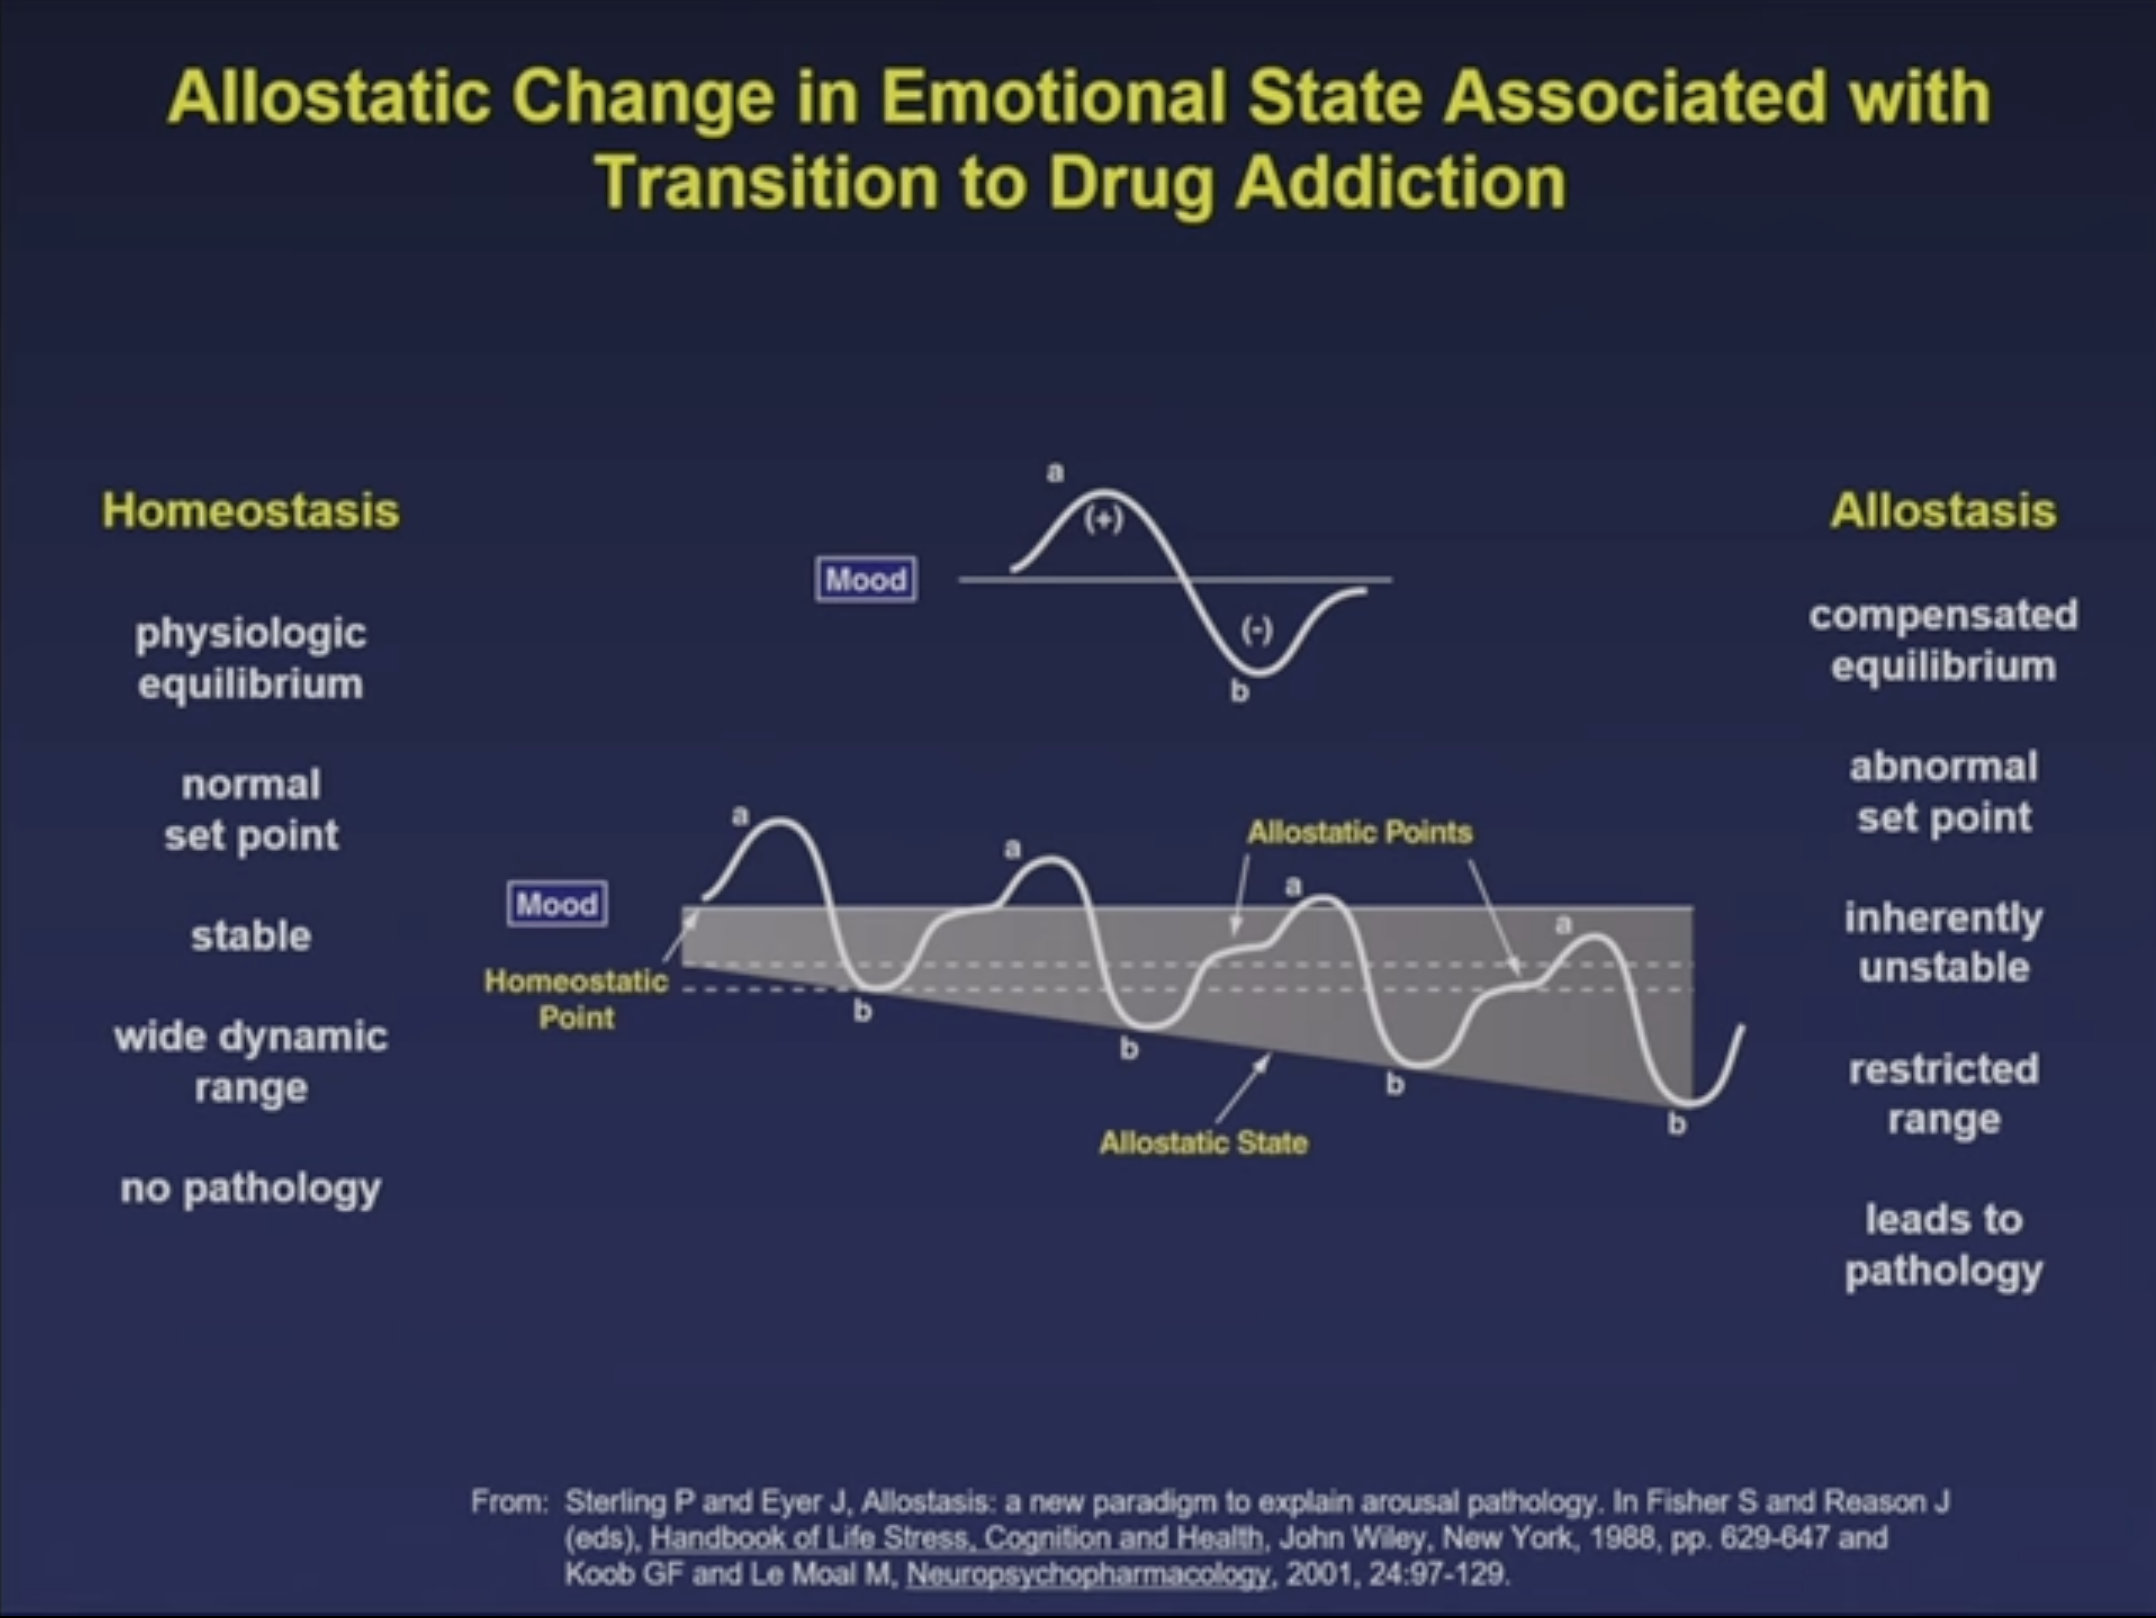 Allostatic Change in Emotional State Associated with
Transition to Drug Addiction
Homeostasis
physiologic
equilibrium
normal
set point
stable
wide dynamic
range
no pathology
a
(+)
Mood
(-)
b
a
a
Allostatic Points
a
a
Mood
Homeostatic
Point
b
b
b
b
Allostatic State
Allostasis
compensated
equilibrium
abnormal
set point
inherently
unstable
restricted
range
leads to
pathology
From: Sterling P and Eyer J, Allostasis: a new paradigm to explain arousal pathology. In Fisher S and Reason J
(eds), Handbook of Life Stress, Cognition and Health, John Wiley, New York, 1988, pp. 629-647 and
Koob GF and Le Moal M, Neuropsychopharmacology, 2001, 24:97-129.